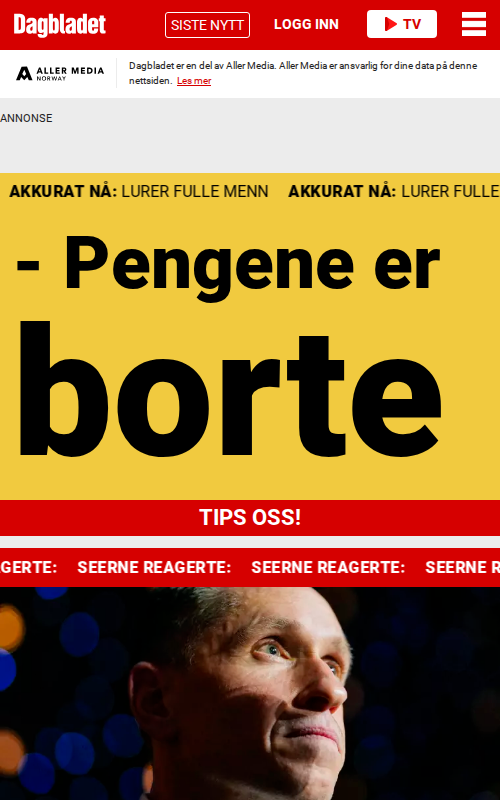 Dagbladet
SISTE NYTT
LOGG INN
TV
ALLER MEDIA
NORWAY
Dagbladet er en del av Aller Media. Aller Media er ansvarlig for dine data på denne
nettsiden. Les mer
ANNONSE
AKKURAT NÅ: LURER FULLE MENN AKKURAT NÅ: LURER FULLE
- Pengene er
borte
TIPS OSS!
GERTE: SEERNE REAGERTE: SEERNE REAGERTE: SEERNE R